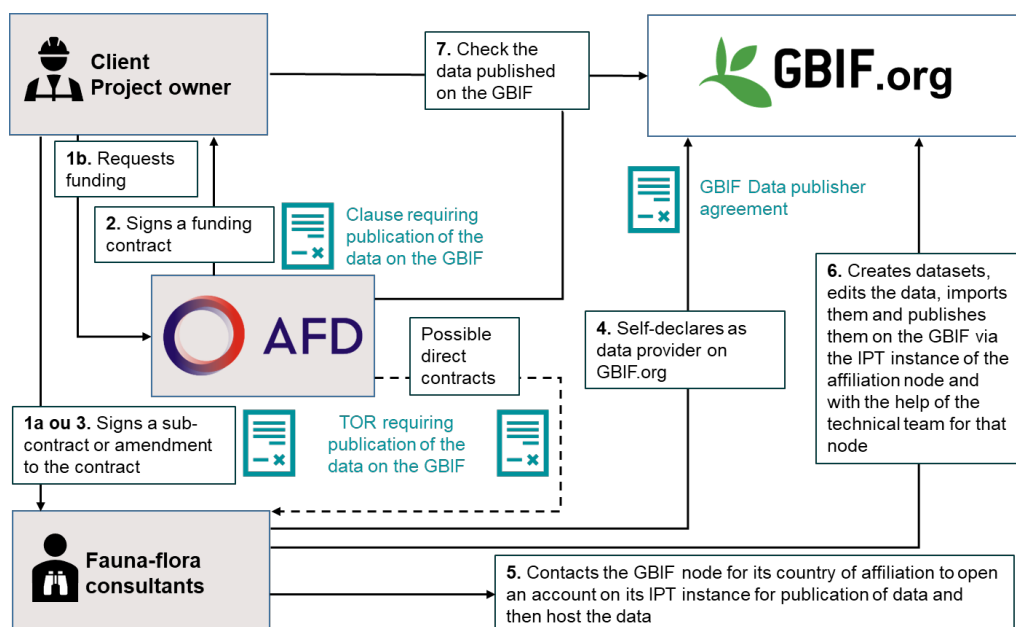 Client
Project owner
7. Check the
data published
on the GBIF
GBIF.org
1b. Requests
funding
2. Signs a funding
contract
Clause requiring
publication of the
data on the GBIF
GBIF Data publisher
agreement
AFD
Possible
direct
contracts
4. Self-declares as
data provider on
GBIF.org
6. Creates datasets,
edits the data, imports
them and publishes
them on the GBIF via
the IPT instance of the
affiliation node and
with the help of the
technical team for that
node
1a ou 3. Signs a sub-
contract or amendment
to the contract
TOR requiring
publication of the
data on the GBIF
Fauna-flora
consultants
5. Contacts the GBIF node for its country of affiliation to open
an account on its IPT instance for publication of data and
then host the data